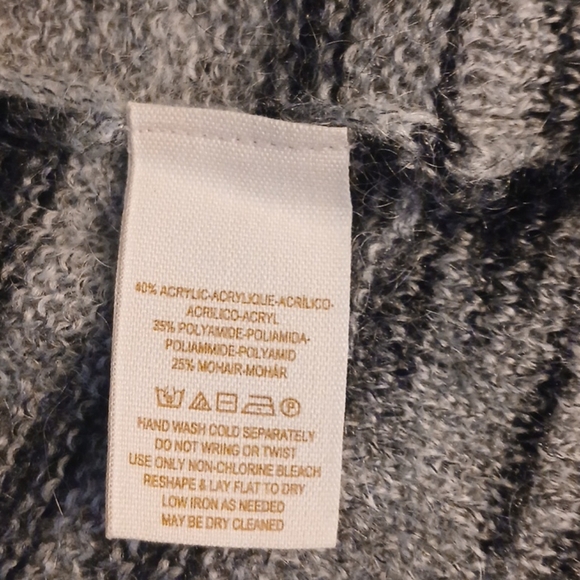 40% ACRYLIC-ACRYLIQUE-ACRÍLICO-
ACRILICO-ACRYL
35% POLYAMIDE-POLIAMIDA-
POLIAMMIDE-POLYAMID
25% MOHAIR-MOHÁR
P
HAND WASH COLD SEPARATELY
DO NOT WRING OR TWIST
USE ONLY NON-CHLORINE BLEACH
RESHAPE & LAY FLAT TO DRY
LOW IRON AS NEEDED
MAY BE DRY CLEANED